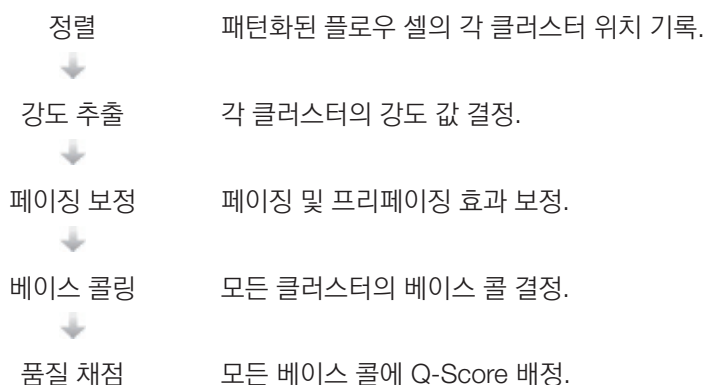 정렬 패턴화된 플로우 셀의 각 클러스터 위치 기록.
강도 추출 각 클러스터의 강도 값 결정.
페이징 보정 페이징 및 프리페이징 효과 보정.
베이스 콜링 모든 클러스터의 베이스 콜 결정.
품질 채점 모든 베이스 콜에 Q-Score 배정.